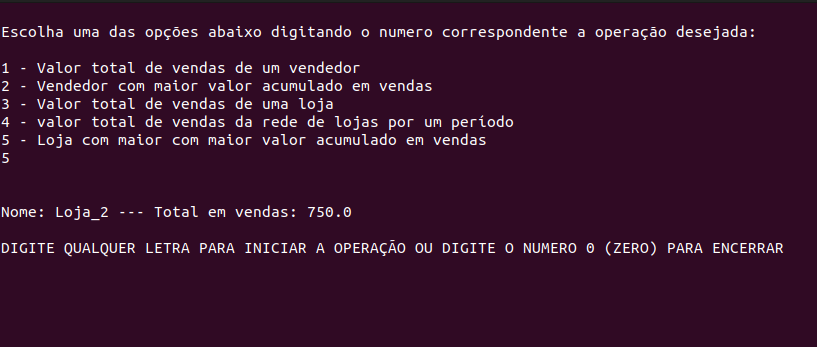 Escolha uma das opções abaixo digitando o numero correspondente a operação desejada:
1 - Valor total de vendas de um vendedor
2 - Vendedor com maior valor acumulado em vendas
3 - Valor total de vendas de uma loja
4 - valor total de vendas da rede de lojas por um período
5 - Loja com maior com maior valor acumulado em vendas
5
Nome: Loja_2 --- Total em vendas: 750.0
DIGITE QUALQUER LETRA PARA INICIAR A OPERAÇÃO OU DIGITE O NUMERO 0 (ZERO) PARA ENCERRAR